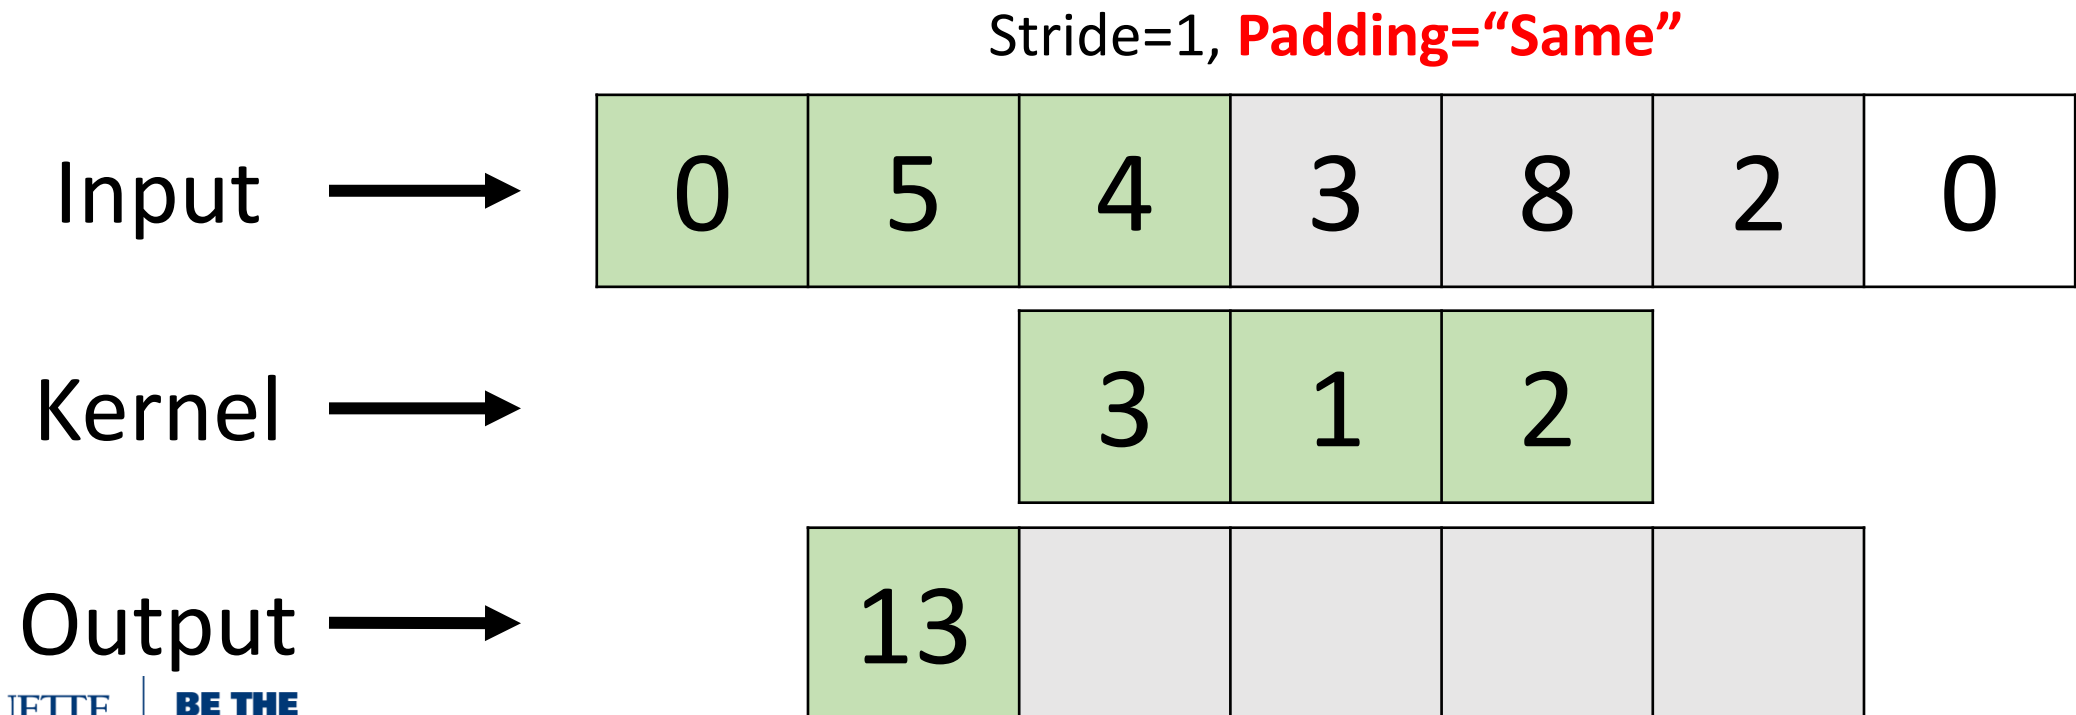 Stride=1, Padding=“Same”
Input 0 5 4 3 8 2 0
Kernel 3 1 2
Output 13
BE THE